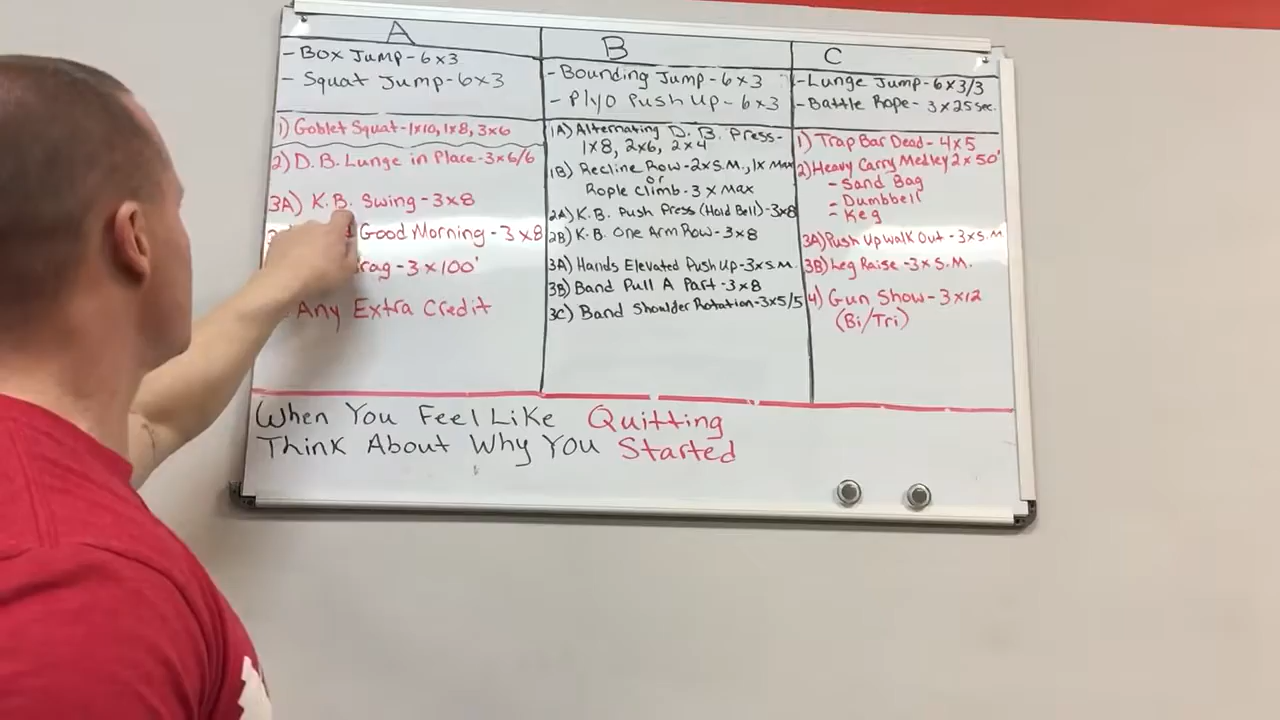 A
- Box Jump - 6x3
- Squat Jump - 6x3
1) Goblet Squat - 1x10, 1x8, 3x6
2) D.B. Lunge in Place - 3x6/6
3A) K.B. Swing - 3x8
Good Morning - 3x8
rag - 3x100'
Any Extra Credit
B
- Bounding Jump - 6x3
- Plyo Push Up - 6x3
1A) Alternating D.B. Press -
1x8, 2x6, 2x4
1B) Recline Row - 2xS.M., 1x Max
or
Rople Climb - 3 x Max
2A) K.B. Push Press (Hold Bell) - 3x8
2B) K.B. One Arm Row - 3x8
3A) Hands Elevated Push Up - 3xS.M.
3B) Band Pull A Part - 3x8
3C) Band Shoulder Rotation - 3x5/5
C
- Lunge Jump - 6x3/3
- Battle Rope - 3x25 sec.
1) Trap Bar Dead - 4x5
2) Heavy Carry Medley 2x50'
- Sand Bag
- Dumbbell
- Keg
3A) Push Up Walk Out - 3xS.M
3B) Leg Raise - 3xS.M.
4) Gun Show - 3x12
(Bi/Tri)
When You Feel Like Quitting
Think About Why You Started